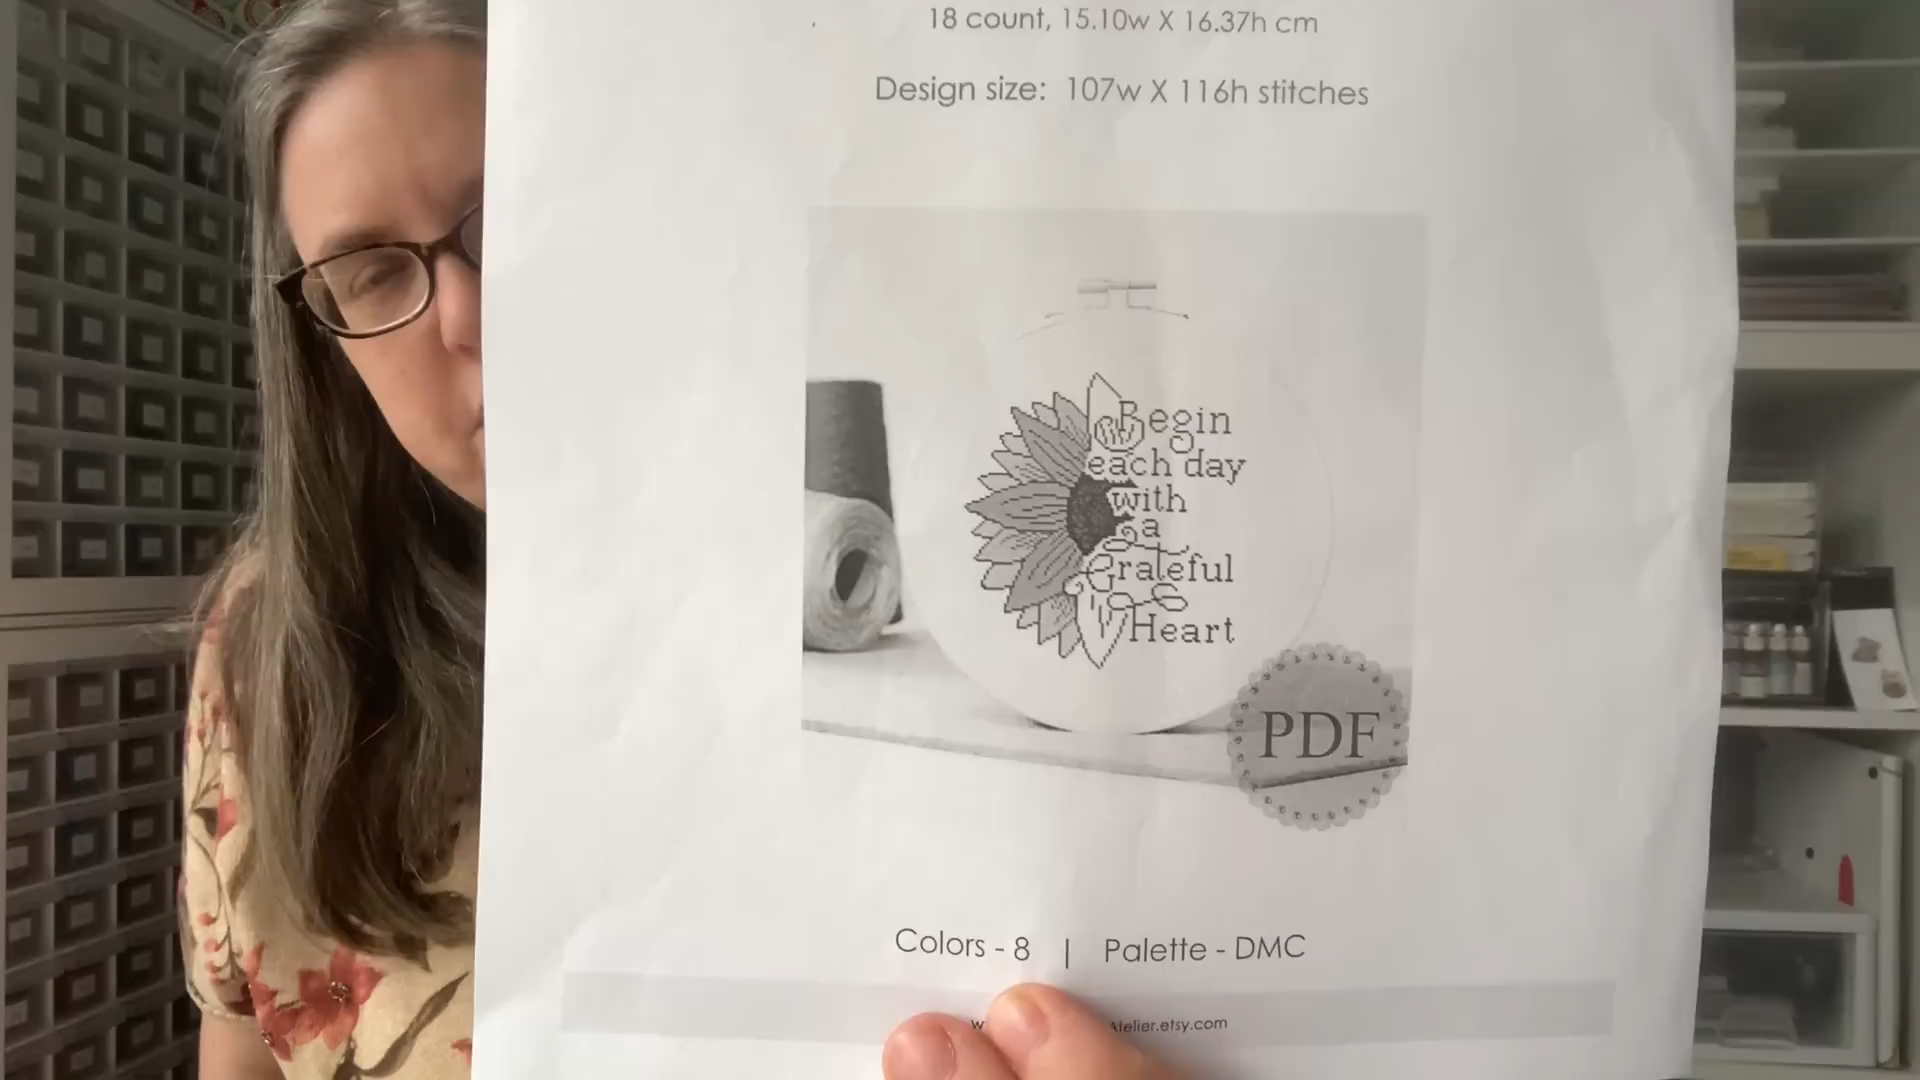 18 count, 15.10w X 16.37h cm
Design size: 107w X 116h stitches
Begin
each day
with
a
Grateful
Heart
PDF
Colors - 8 | Palette - DMC
telier.etsy.com